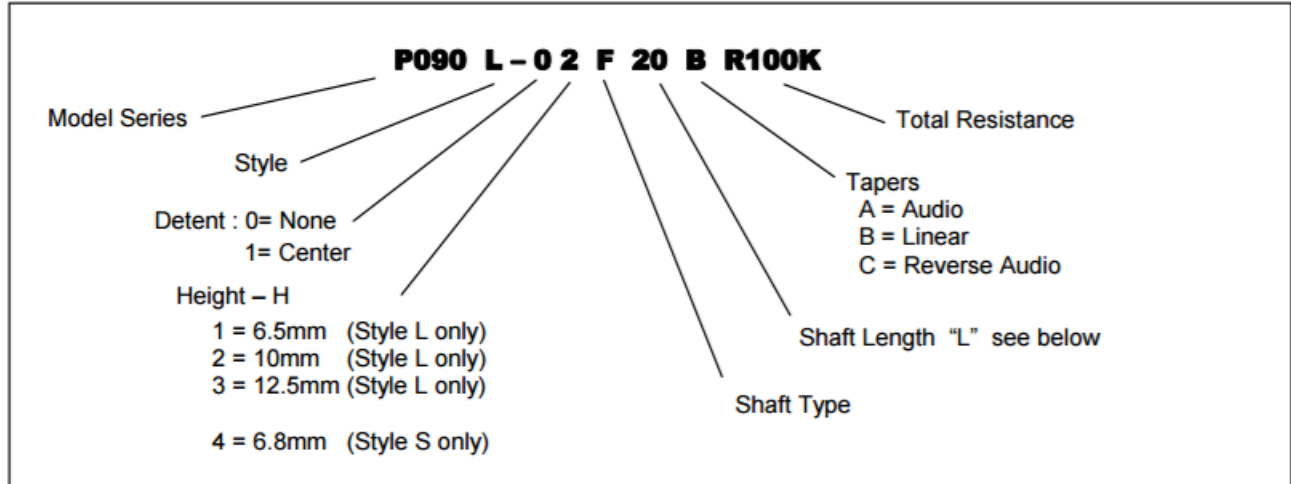 P090 L – 0 2 F 20 B R100K
Model Series
Total Resistance
Style
Tapers
A = Audio
B = Linear
C = Reverse Audio
Detent : 0= None
1= Center
Height – H
1 = 6.5mm (Style L only)
2 = 10mm (Style L only)
3 = 12.5mm (Style L only)
4 = 6.8mm (Style S only)
Shaft Length “L” see below
Shaft Type